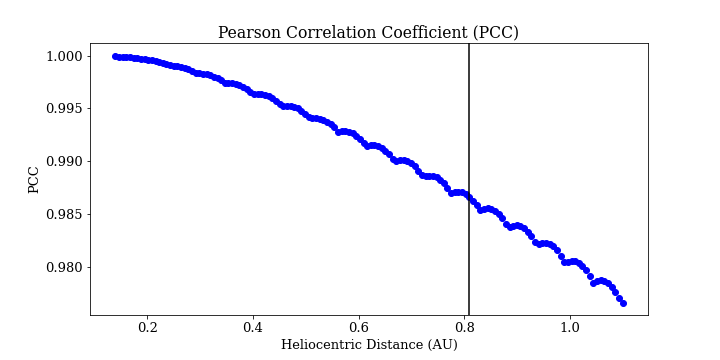 Pearson Correlation Coefficient (PCC)
1.000
0.995
0.990
0.985
0.980
PCC
0.2 0.4 0.6 0.8 1.0
Heliocentric Distance (AU)